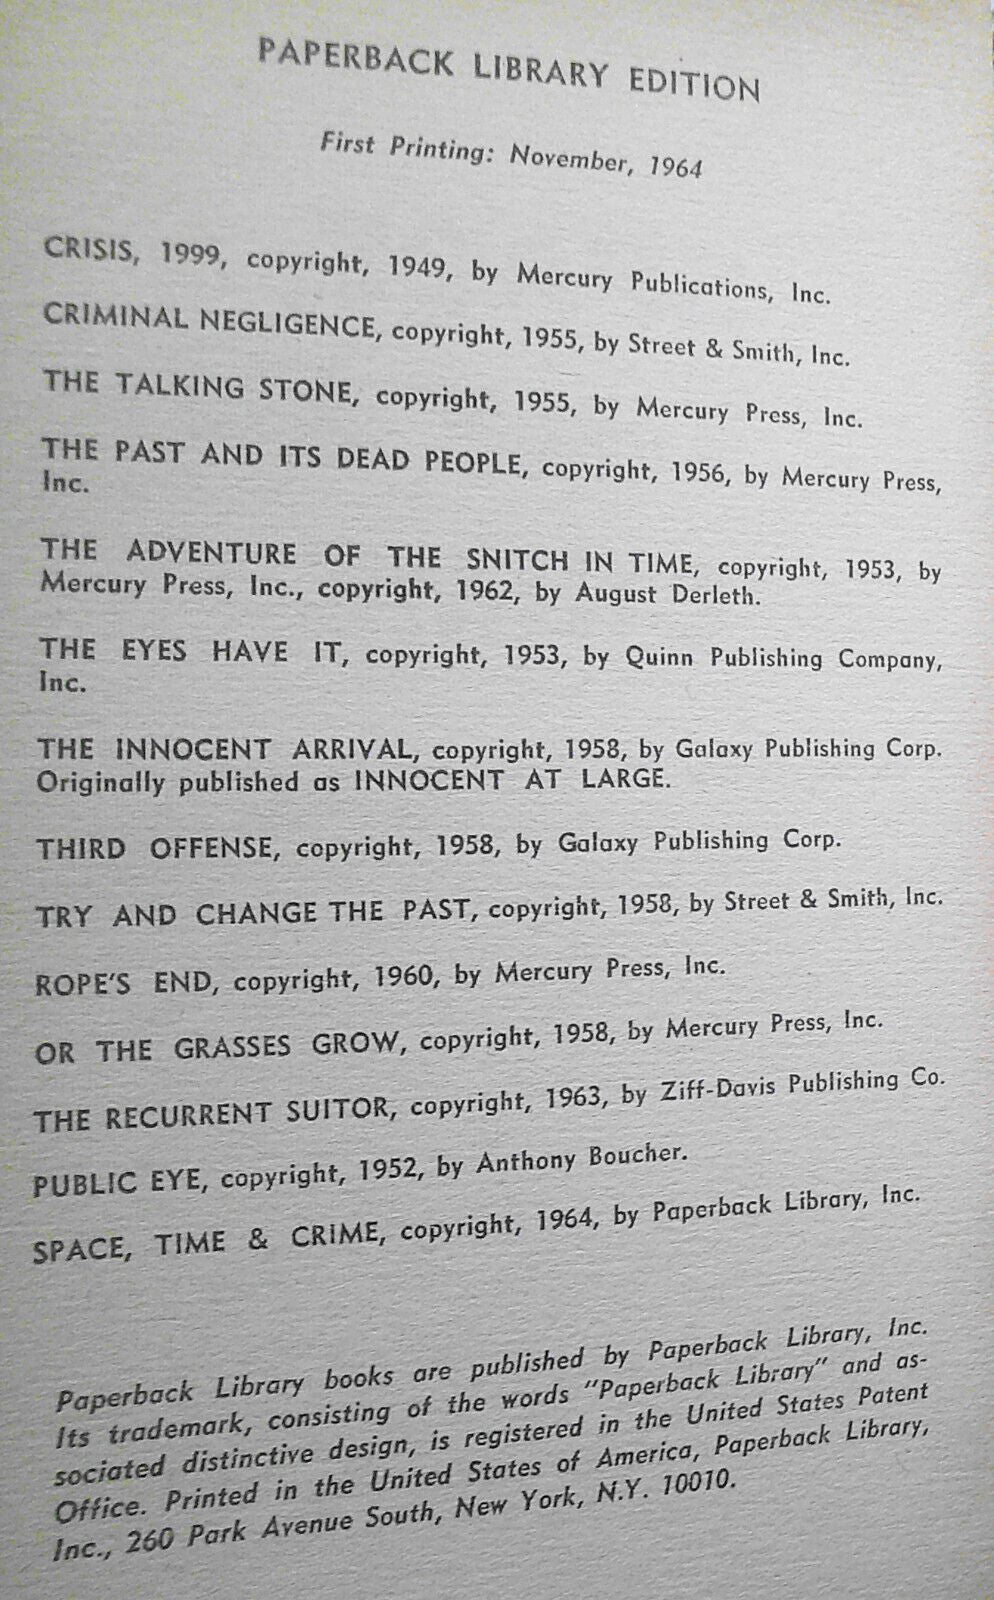 PAPERBACK LIBRARY EDITION
First Printing: November, 1964
CRISIS, 1999, copyright, 1949, by Mercury Publications, Inc.
CRIMINAL NEGLIGENCE, copyright, 1955, by Street & Smith, Inc.
THE TALKING STONE, copyright, 1955, by Mercury Press, Inc.
THE PAST AND ITS DEAD PEOPLE, copyright, 1956, by Mercury Press,
Inc.
THE ADVENTURE OF THE SNITCH IN TIME, copyright, 1953, by
Mercury Press, Inc., copyright, 1962, by August Derleth.
THE EYES HAVE IT, copyright, 1953, by Quinn Publishing Company,
Inc.
THE INNOCENT ARRIVAL, copyright, 1958, by Galaxy Publishing Corp.
Originally published as INNOCENT AT LARGE.
THIRD OFFENSE, copyright, 1958, by Galaxy Publishing Corp.
TRY AND CHANGE THE PAST, copyright, 1958, by Street & Smith, Inc.
ROPE'S END, copyright, 1960, by Mercury Press, Inc.
OR THE GRASSES GROW, copyright, 1958, by Mercury Press, Inc.
THE RECURRENT SUITOR, copyright, 1963, by Ziff-Davis Publishing Co.
PUBLIC EYE, copyright, 1952, by Anthony Boucher.
SPACE, TIME & CRIME, copyright, 1964, by Paperback Library, Inc.
Paperback Library books are published by Paperback Library, Inc.
Its trademark, consisting of the words "Paperback Library" and as-
sociated distinctive design, is registered in the United States Patent
Office. Printed in the United States of America, Paperback Library,
Inc., 260 Park Avenue South, New York, N.Y. 10010.